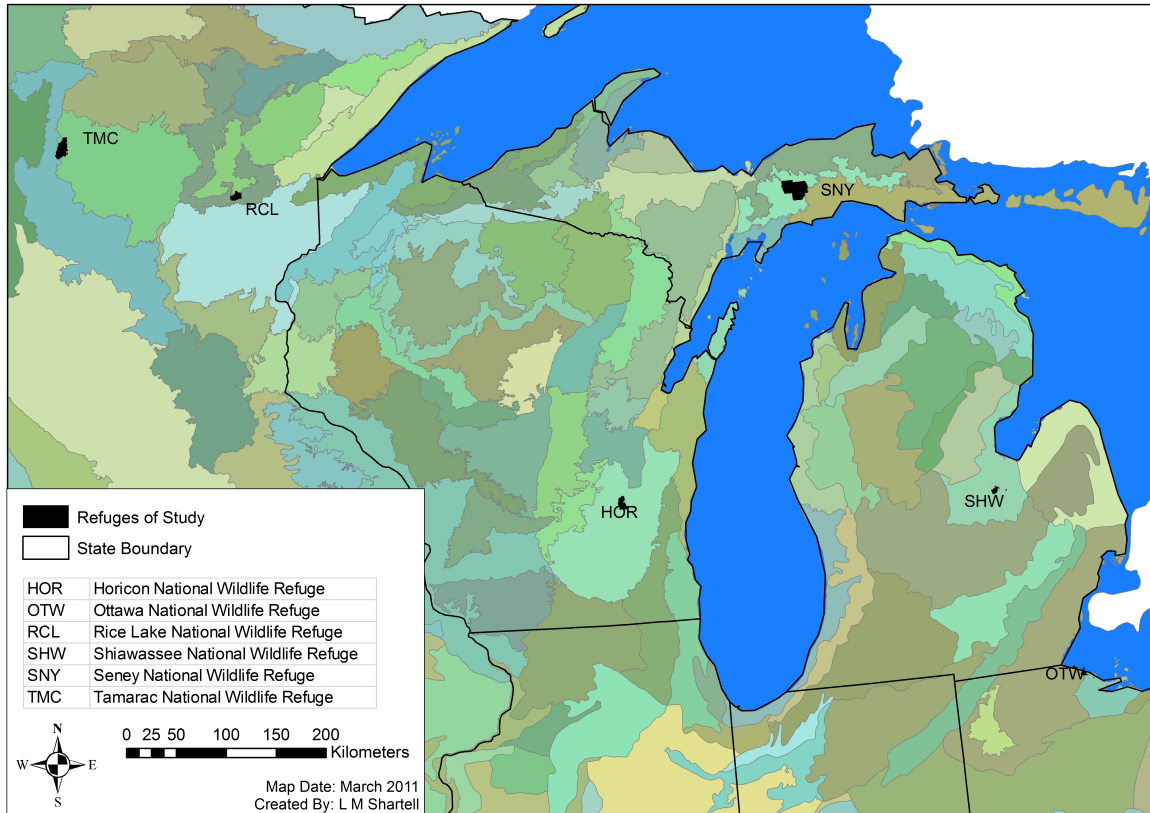 TMC
RCL
SNY
HOR
SHW
OTW
Refuges of Study
State Boundary
HOR Horicon National Wildlife Refuge
OTW Ottawa National Wildlife Refuge
RCL Rice Lake National Wildlife Refuge
SHW Shiawassee National Wildlife Refuge
SNY Seney National Wildlife Refuge
TMC Tamarac National Wildlife Refuge
N
W E
S
0 25 50 100 150 200
Kilometers
Map Date: March 2011
Created By: L M Shartell